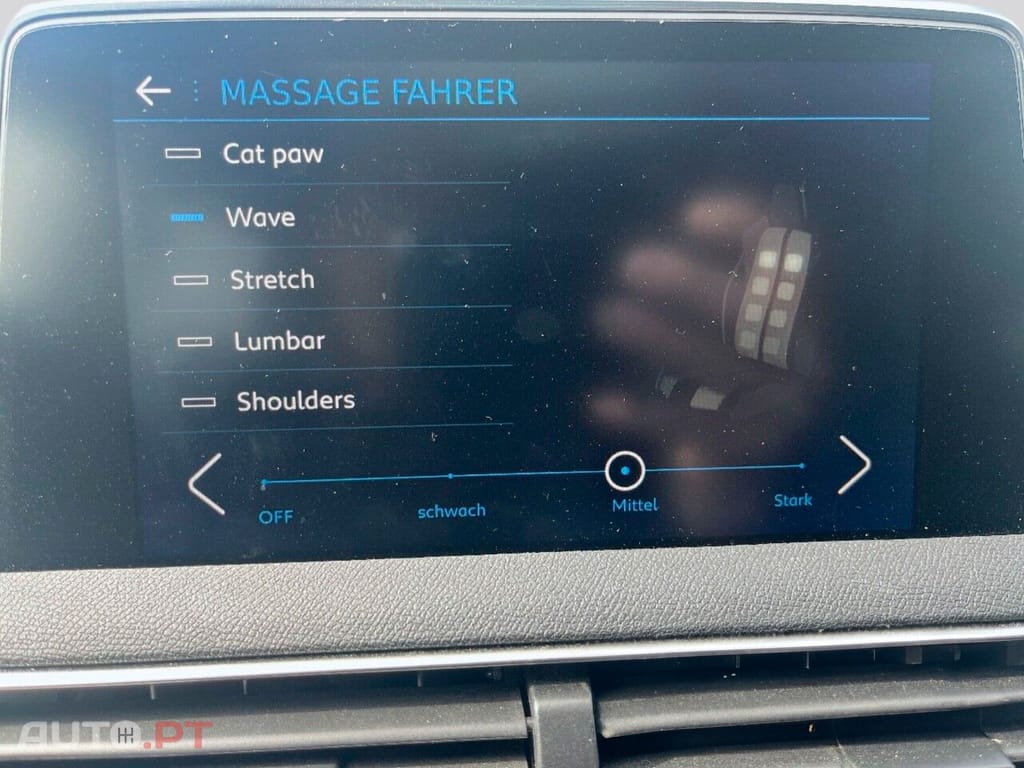 MASSAGE FAHRER
Cat paw
Wave
Stretch
Lumbar
Shoulders
OFF schwach Mittel Stark
AUTO.PT